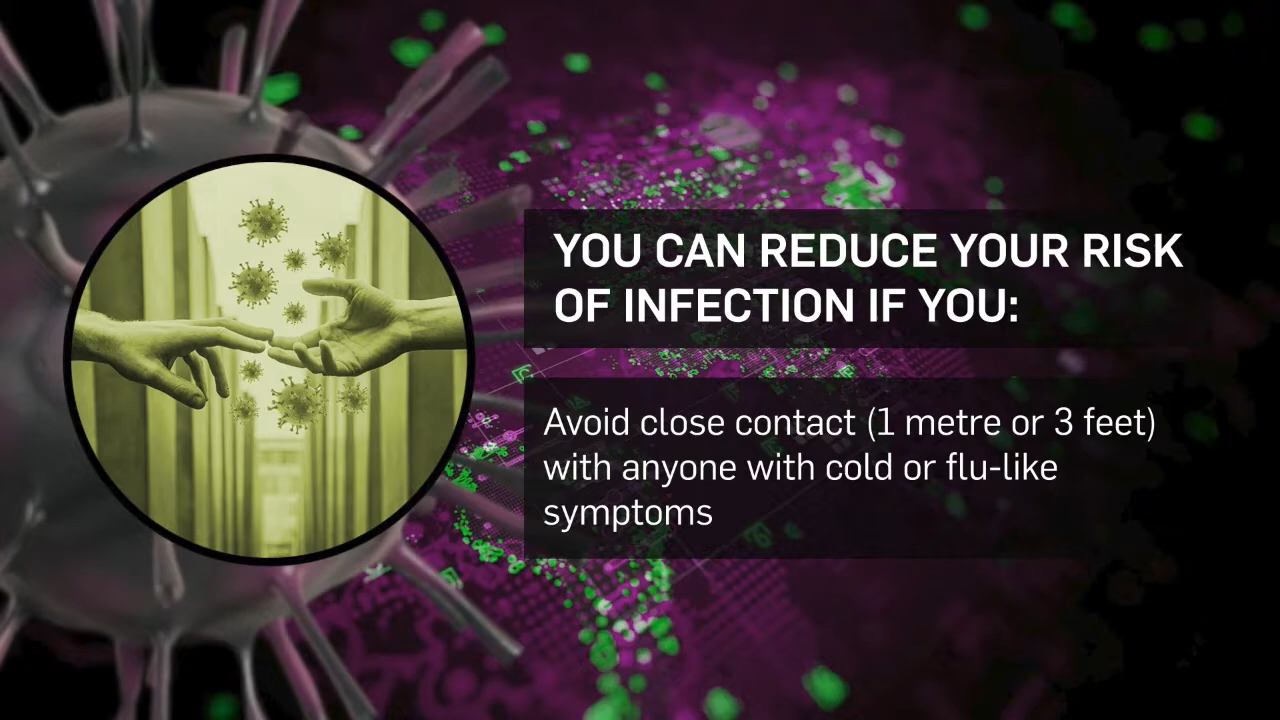 YOU CAN REDUCE YOUR RISK
OF INFECTION IF YOU:
Avoid close contact (1 metre or 3 feet)
with anyone with cold or flu-like
symptoms